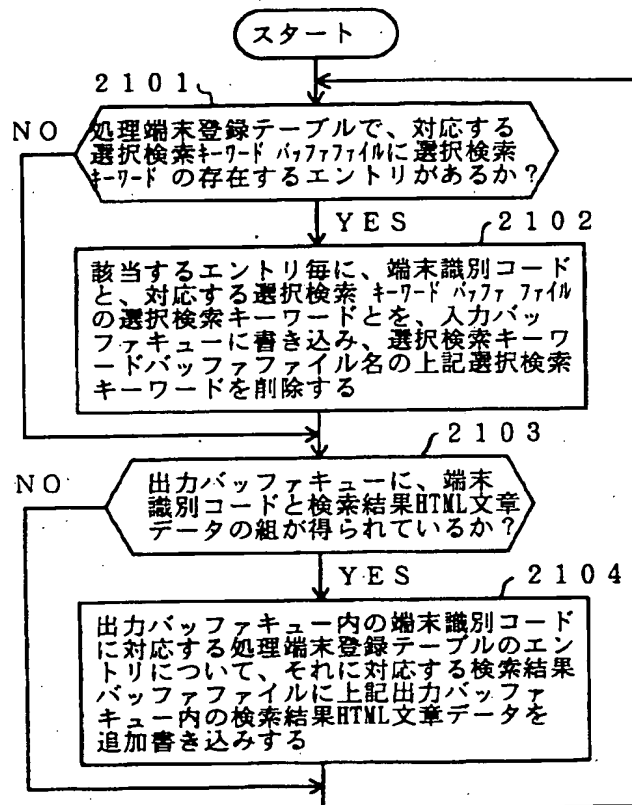 スタート
2101
NO
処理端末登録テーブルで、対応する
選択検索キーワード バッファファイルに選択検索
キーワード の存在するエントリがあるか?
YES
2102
該当するエントリ毎に、端末識別コード
と、対応する選択検索 キーワード バッファ ファイル
の選択検索キーワードとを、入力バッ
ファキューに書き込み、選択検索キーワ
ードバッファファイル名の上記選択検索
キーワードを削除する
2103
NO
出力バッファキューに、端末
識別コードと検索結果HTML文章
データの組が得られているか?
YES
2104
出力バッファキュー内の端末識別コード
に対応する処理端末登録テーブルのエン
トリについて、それに対応する検索結果
バッファファイルに上記出力バッファ
キュー内の検索結果HTML文章データを
追加書き込みする